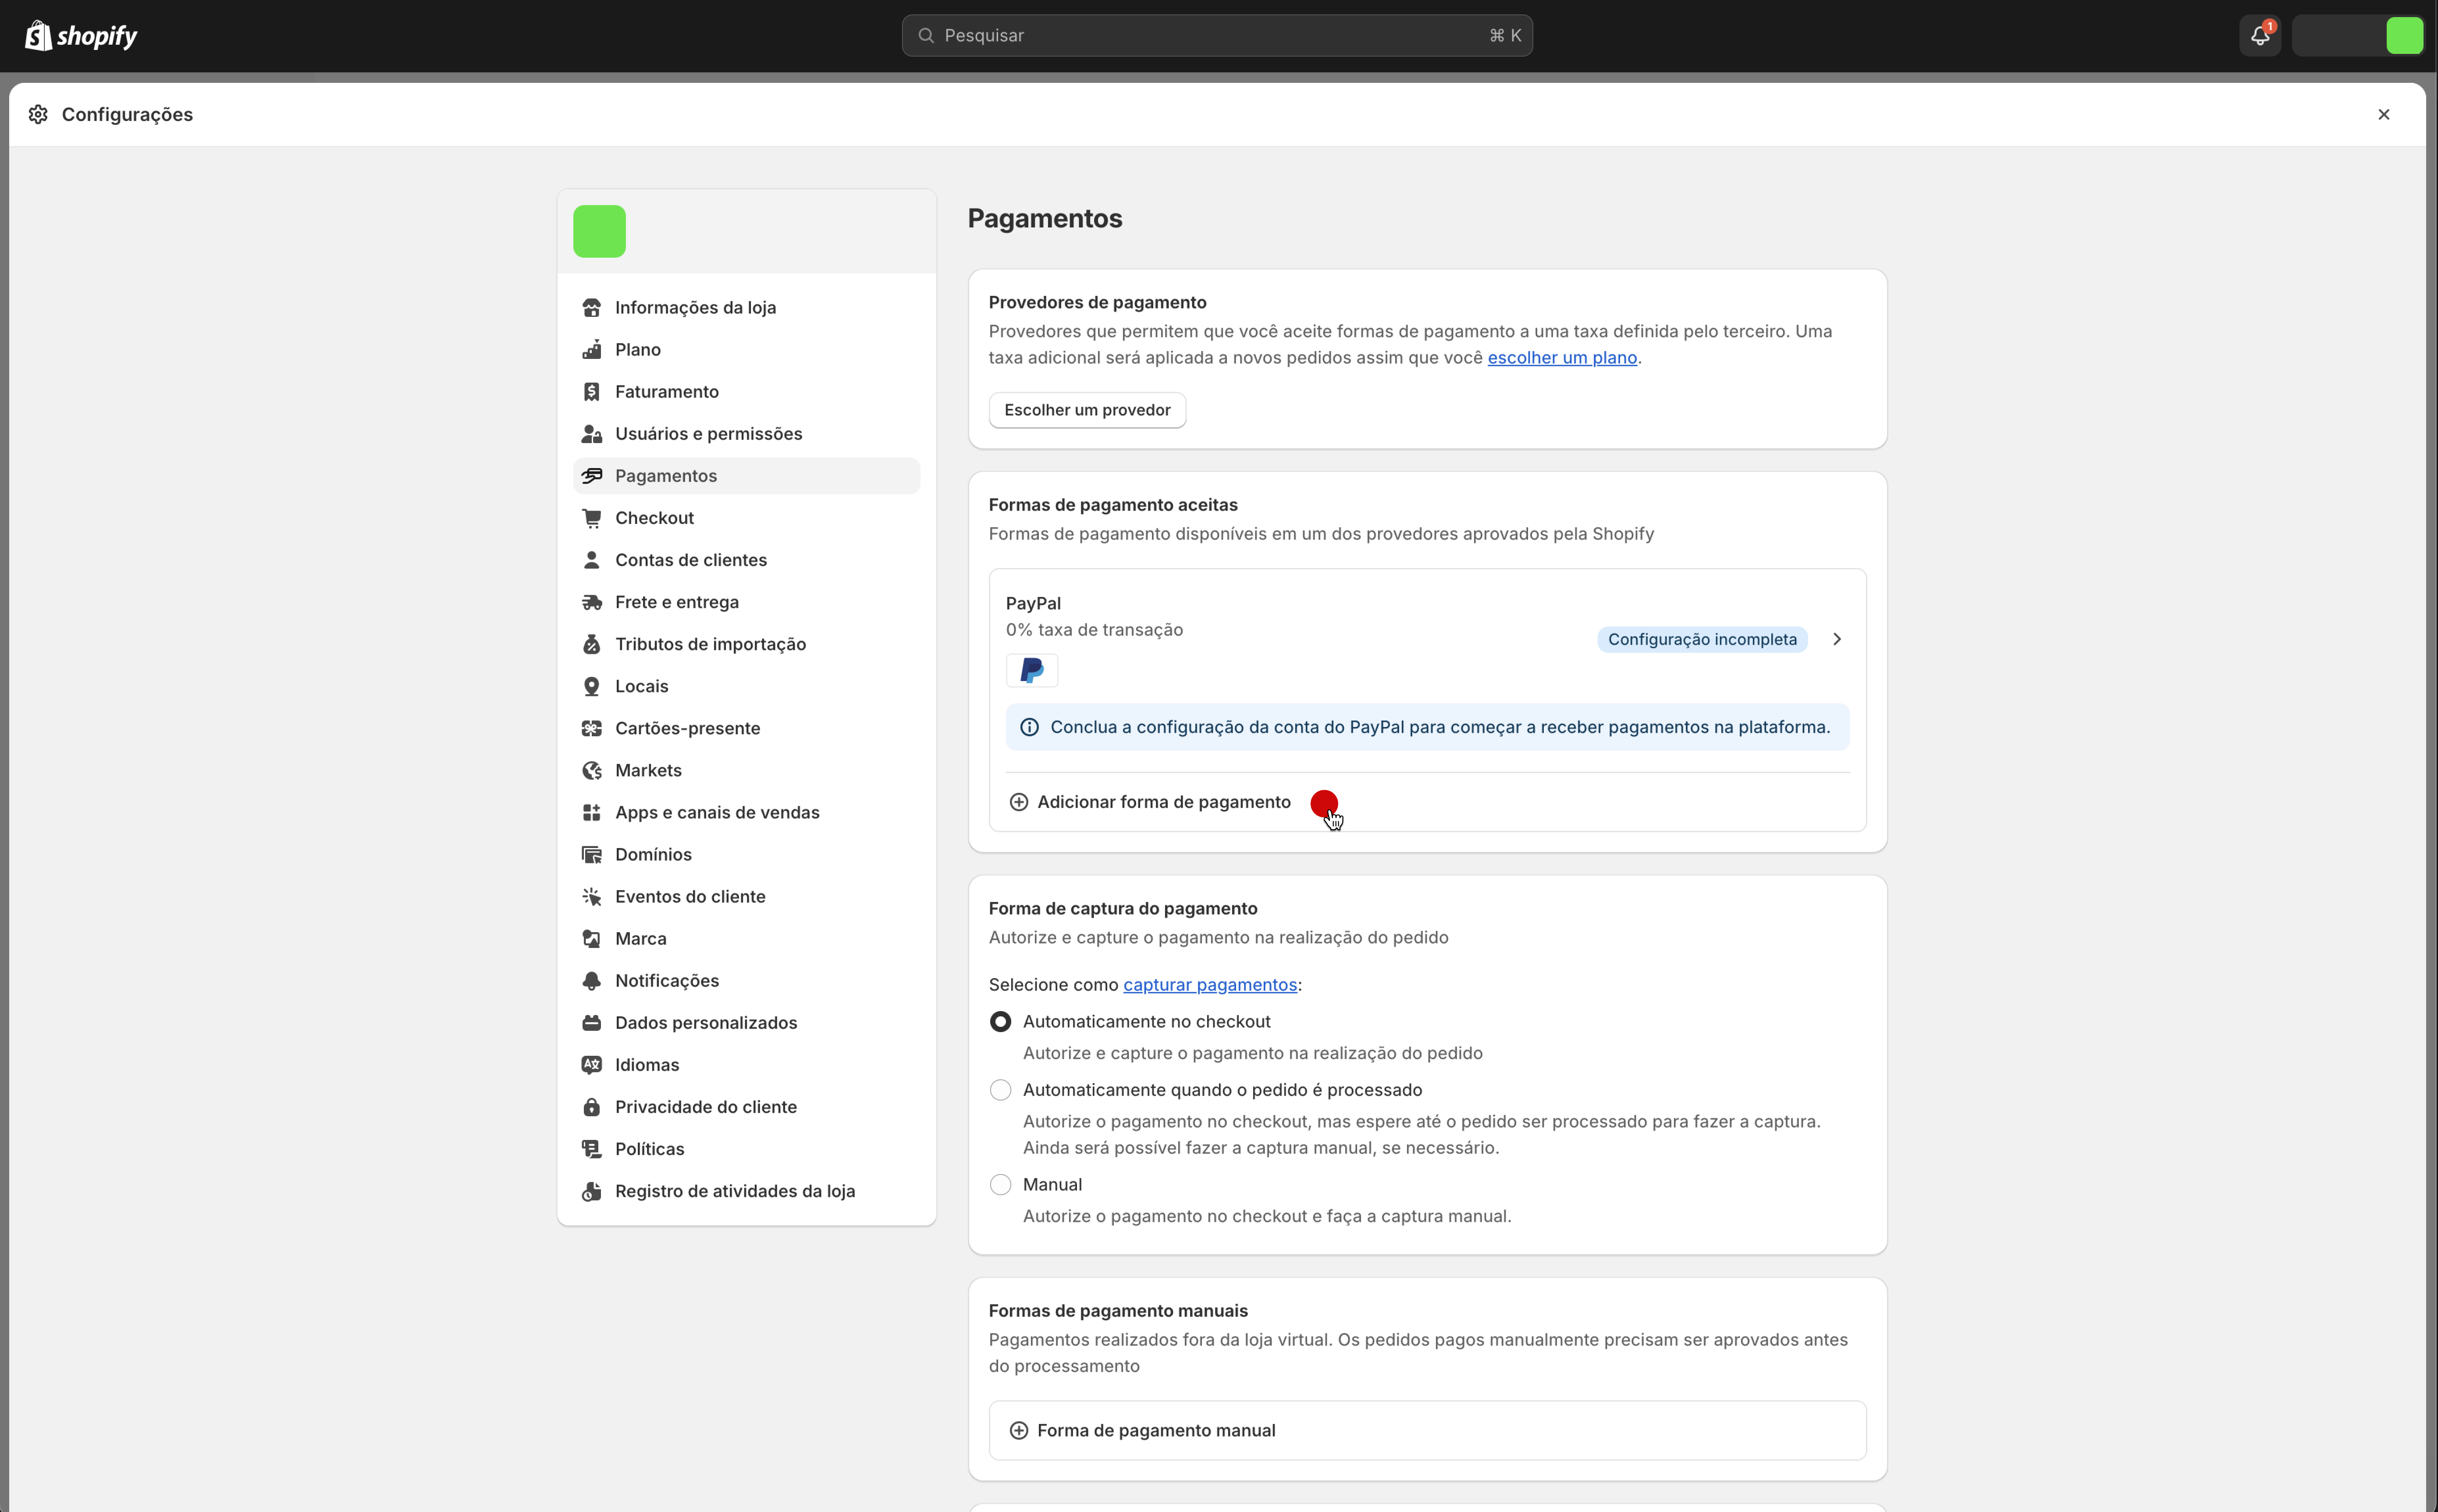 shopify
Pesquisar
⌘ K
1
Configurações
Informações da loja
Plano
Faturamento
Usuários e permissões
Pagamentos
Checkout
Contas de clientes
Frete e entrega
Tributos de importação
Locais
Cartões-presente
Markets
Apps e canais de vendas
Domínios
Eventos do cliente
Marca
Notificações
Dados personalizados
Idiomas
Privacidade do cliente
Políticas
Registro de atividades da loja
Pagamentos
Provedores de pagamento
Provedores que permitem que você aceite formas de pagamento a uma taxa definida pelo terceiro. Uma
taxa adicional será aplicada a novos pedidos assim que você escolher um plano.
Escolher um provedor
Formas de pagamento aceitas
Formas de pagamento disponíveis em um dos provedores aprovados pela Shopify
PayPal
0% taxa de transação
Configuração incompleta
Conclua a configuração da conta do PayPal para começar a receber pagamentos na plataforma.
Adicionar forma de pagamento
Forma de captura do pagamento
Autorize e capture o pagamento na realização do pedido
Selecione como capturar pagamentos:
Automaticamente no checkout
Autorize e capture o pagamento na realização do pedido
Automaticamente quando o pedido é processado
Autorize o pagamento no checkout, mas espere até o pedido ser processado para fazer a captura.
Ainda será possível fazer a captura manual, se necessário.
Manual
Autorize o pagamento no checkout e faça a captura manual.
Formas de pagamento manuais
Pagamentos realizados fora da loja virtual. Os pedidos pagos manualmente precisam ser aprovados antes
do processamento
Forma de pagamento manual